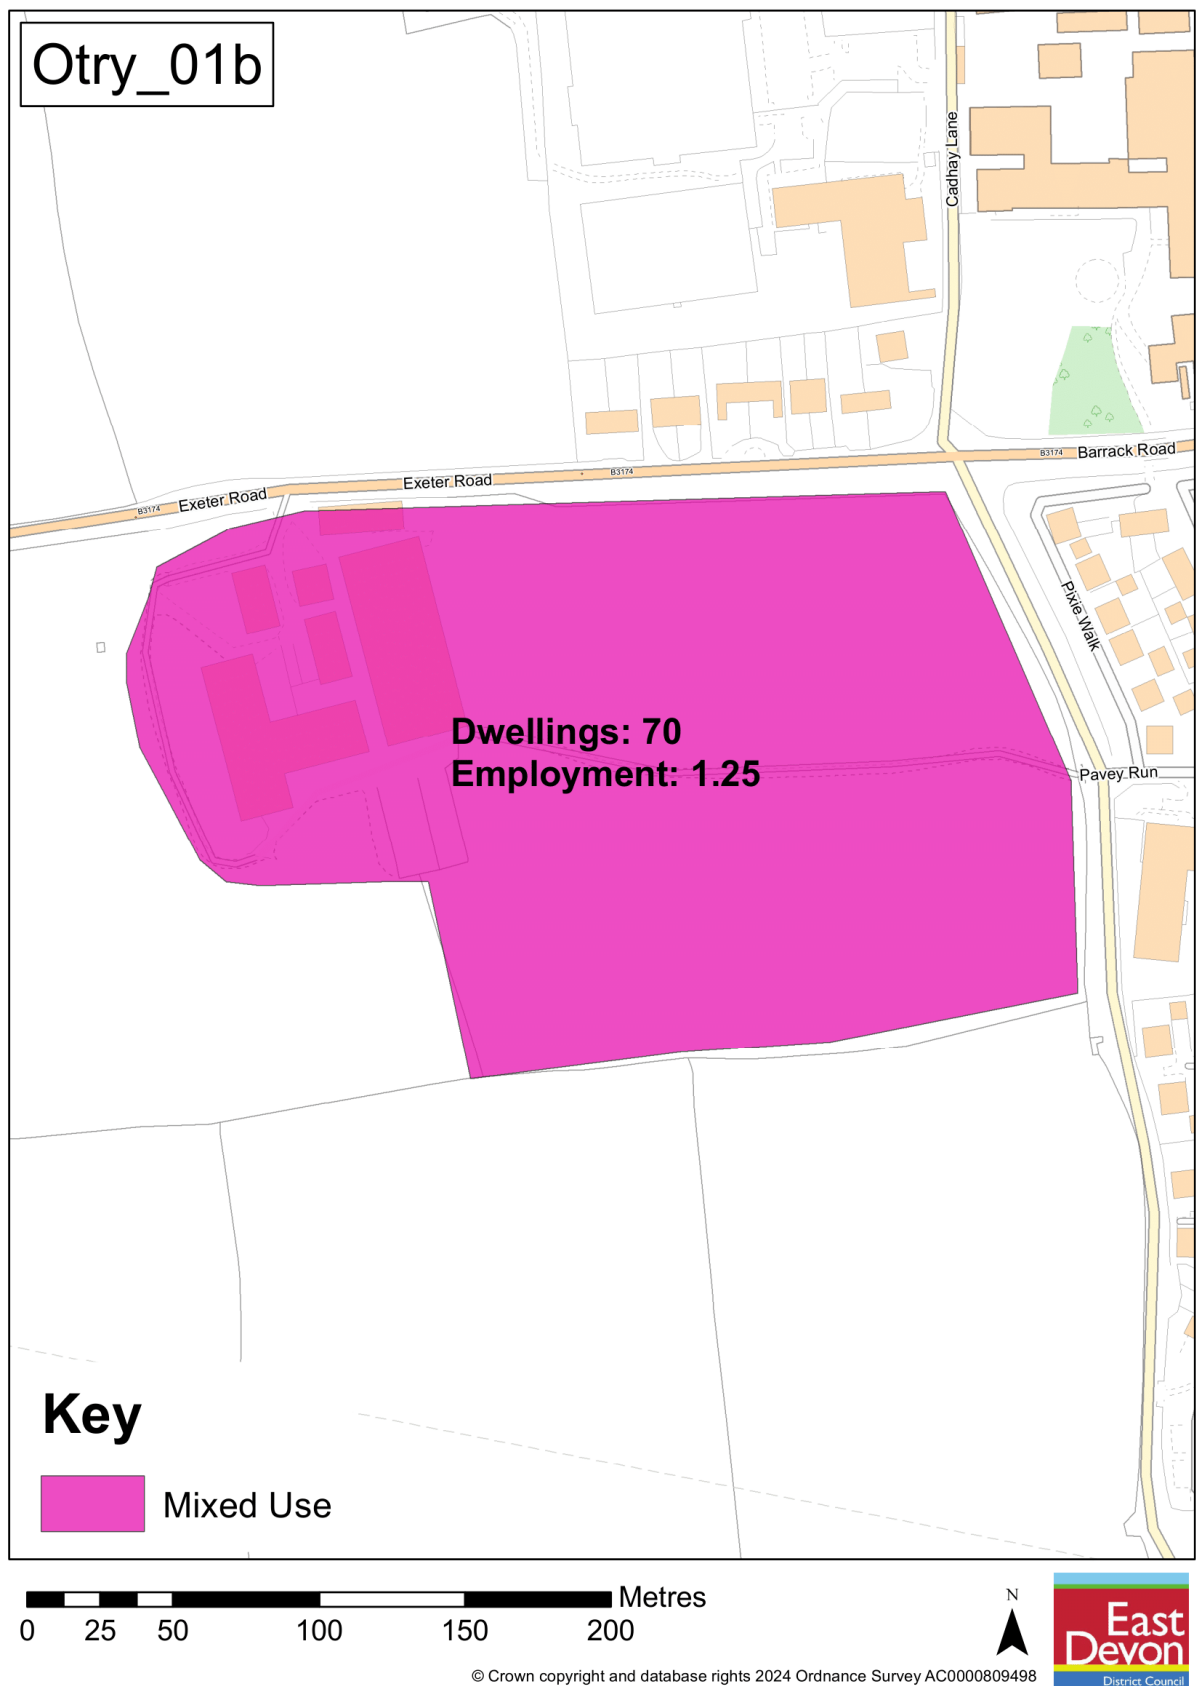 Otry_01b
Cadhay Lane
B3174
Barrack Road
B3174
Exeter Road
B3174
Exeter Road
Pixie Walk
Dwellings: 70
Employment: 1.25
Pavey Run
Key
Mixed Use
Metres
0 25 50 100 150 200
N
East
Devon
District Council
© Crown copyright and database rights 2024 Ordnance Survey AC0000809498